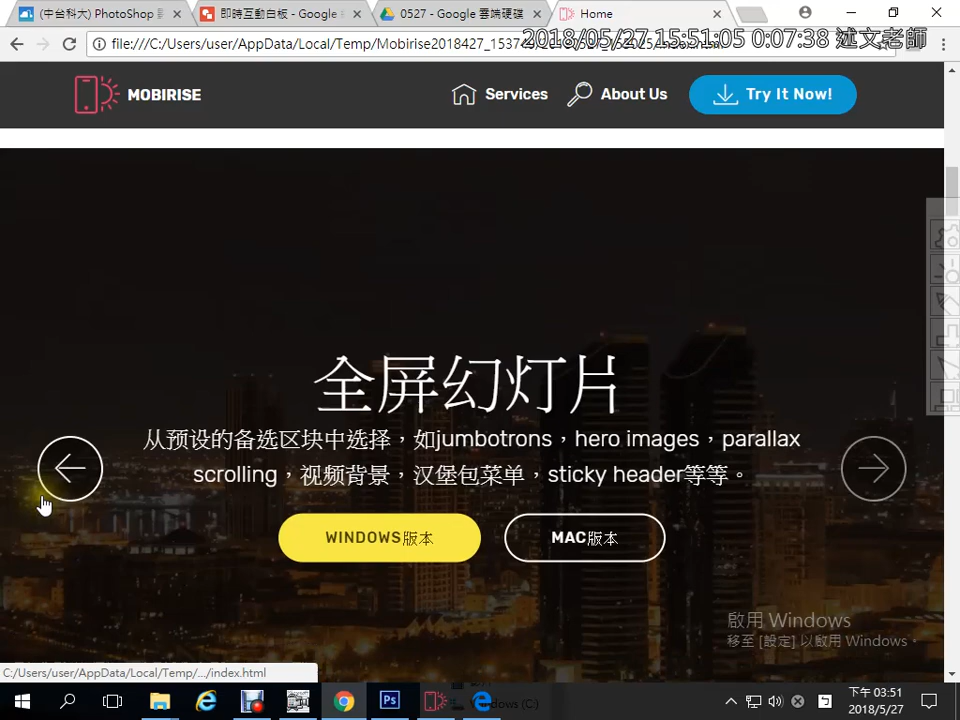 (中台科大) PhotoShop
即時互動白板 - Google
0527 - Google 雲端硬碟
Home
file:///C:/Users/user/AppData/Local/Temp/Mobirise2018427_1537
2018/05/27 15:51:05 0:07:38 述文老師
MOBIRISE
Services
About Us
Try It Now!
全屏幻灯片
从预设的备选区块中选择，如jumbotrons，hero images，parallax
scrolling，视频背景，汉堡包菜单，sticky header等等。
WINDOWS版本
MAC版本
啟用 Windows
移至 [設定] 以啟用 Windows。
C:/Users/user/AppData/Local/Temp/.../index.html
Ps
(C:)
下午 03:51
2018/5/27